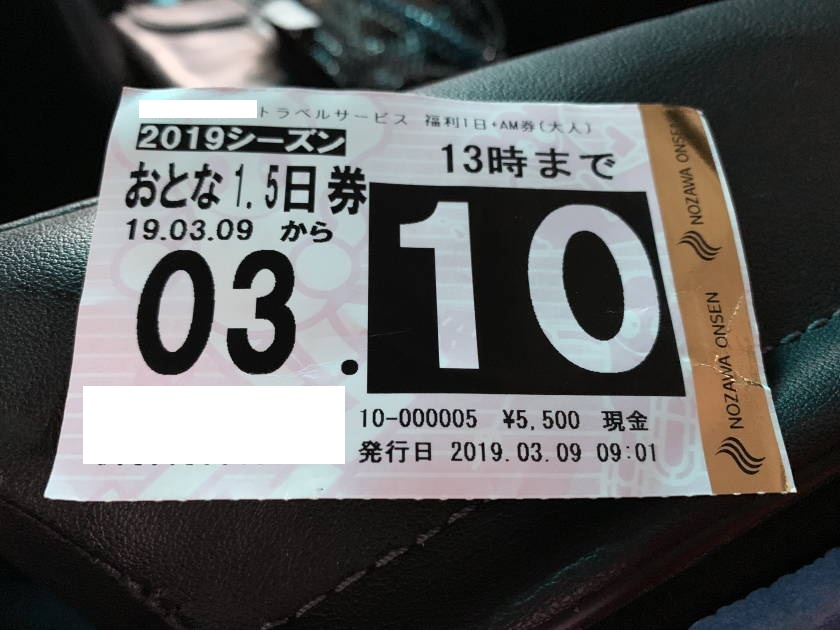 トラベルサービス 福利1日+AM券(大人)
2019シーズン
13時まで
おとな1.5日券
19.03.09 から
03.10
10-000005 ¥5,500 現金
発行日 2019.03.09 09:01
NOZAWA ONSEN
NOZAWA ONSEN